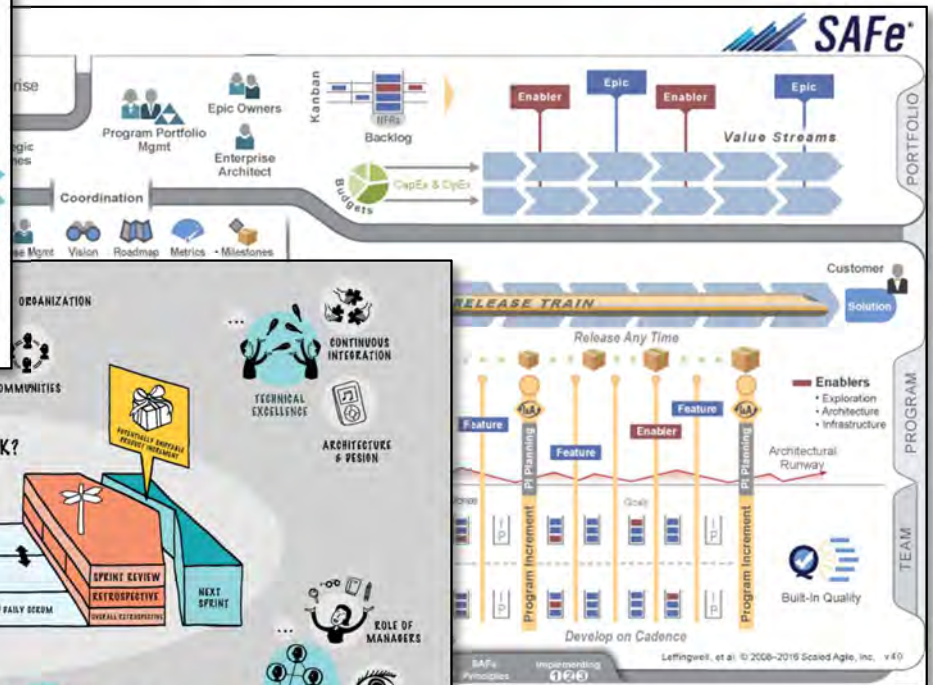 SAFe®
Epic Owners
Program Portfolio
Mgmt
Enterprise
Architect
Kanban
NFRs
Backlog
Budgets
CapEx & OpEx
Enabler
Epic
Enabler
Epic
Value Streams
PORTFOLIO
Coordination
Vision
Roadmap
Metrics
Milestones
RELEASE TRAIN
Customer
Solution
Release Any Time
Feature
Feature
Enabler
Feature
I&A
I&A
PI Planning
PI Planning
Enablers
• Exploration
• Architecture
• Infrastructure
Architectural
Runway
PROGRAM
Goals
Program Increment
Program Increment
I
P
I
P
I
P
I
P
Built-In Quality
TEAM
Develop on Cadence
SAFe
Principles
Implementing
1 2 3
Leffingwell, et al. © 2008–2016 Scaled Agile, Inc. v4.0
ORGANIZATION
CONTINUOUS
INTEGRATION
TECHNICAL
EXCELLENCE
ARCHITECTURE
& DESIGN
POTENTIALLY SHIPPABLE
PRODUCT INCREMENT
K?
SPRINT REVIEW
RETROSPECTIVE
OVERALL RETROSPECTIVE
DAILY SCRUM
NEXT
SPRINT
ROLE OF
MANAGERS